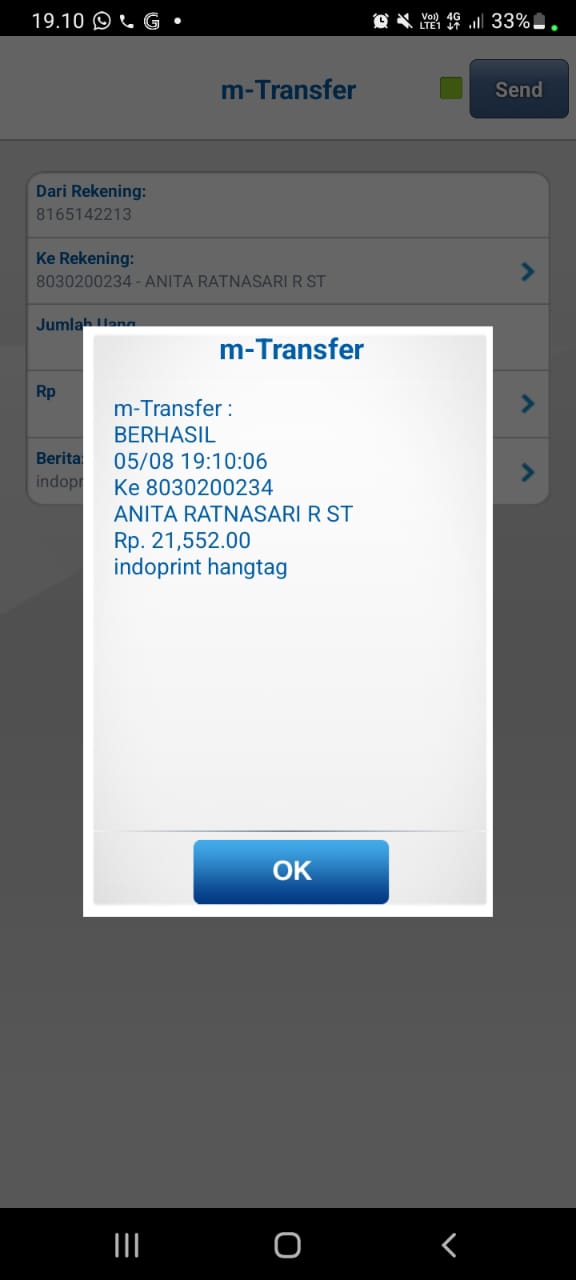 19.10
Vo)) LTE1 4G 33%
m-Transfer
Send
Dari Rekening:
8165142213
Ke Rekening:
8030200234 - ANITA RATNASARI R ST
Jumlah Uang
Rp
Berita:
indopr
m-Transfer
m-Transfer :
BERHASIL
05/08 19:10:06
Ke 8030200234
ANITA RATNASARI R ST
Rp. 21,552.00
indoprint hangtag
OK